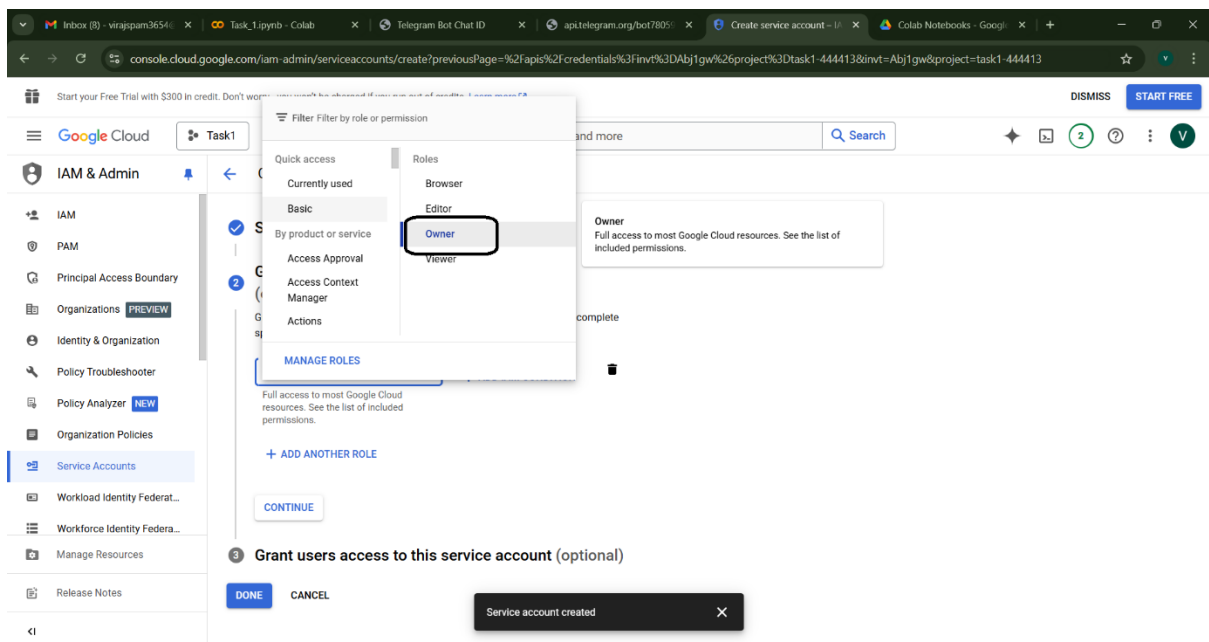 Inbox (8) - virajspam3654
Task_1.ipynb - Colab
Telegram Bot Chat ID
api.telegram.org/bot7805
Create service account – IA
Colab Notebooks - Googl
console.cloud.google.com/iam-admin/serviceaccounts/create?previousPage=%2Fapis%2Fcredentials%3Finvt%3DAbj1gw%26project%3Dtask1-444413&invt=Abj1gw&project=task1-444413
V
Start your Free Trial with $300 in credit. Don't
DISMISS
START FREE
Google Cloud
Task1
and more
Search
2
V
IAM & Admin
IAM
PAM
Principal Access Boundary
Organizations PREVIEW
Identity & Organization
Policy Troubleshooter
Policy Analyzer NEW
Organization Policies
Service Accounts
Workload Identity Federat...
Workforce Identity Federa...
Manage Resources
Release Notes
Filter Filter by role or permission
Quick access
Currently used
Basic
By product or service
Access Approval
Access Context
Manager
Actions
Roles
Browser
Editor
Owner
Viewer
MANAGE ROLES
Owner
Full access to most Google Cloud resources. See the list of
included permissions.
2
complete
Full access to most Google Cloud
resources. See the list of included
permissions.
+ ADD ANOTHER ROLE
CONTINUE
3 Grant users access to this service account (optional)
DONE CANCEL
Service account created